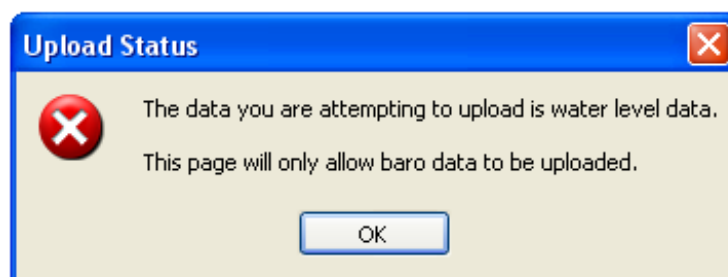 Upload Status
The data you are attempting to upload is water level data.
This page will only allow baro data to be uploaded.
OK